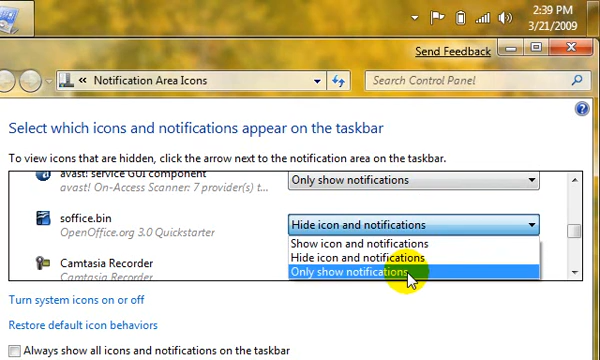 2:39 PM
3/21/2009
Send Feedback
Notification Area Icons
Search Control Panel
Select which icons and notifications appear on the taskbar
To view icons that are hidden, click the arrow next to the notification area on the taskbar.
avast! service GUI component
Only show notifications
avast! On-Access Scanner: 7 provider(s) t...
soffice.bin
Hide icon and notifications
OpenOffice.org 3.0 Quickstarter
Show icon and notifications
Hide icon and notifications
Camtasia Recorder
Only show notifications
Camtasia Recorder
Turn system icons on or off
Restore default icon behaviors
Always show all icons and notifications on the taskbar